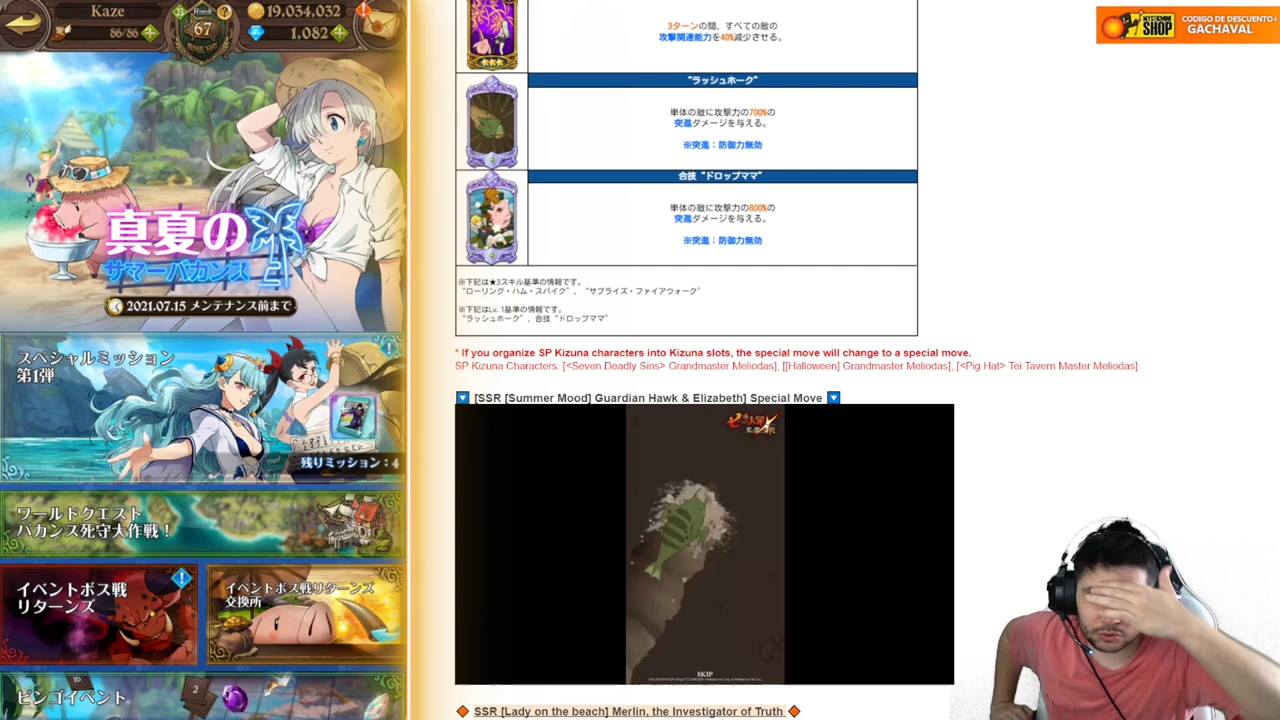 Kaze
86/86
Rank
67
19,034,032
1,082
真夏の
サマーバカンス
2021.07.15 メンテナンス前まで
スペシャルミッション
第1弾
残りミッション：4
ワールドクエスト
バカンス死守大作戦！
イベントボス戦
リターンズ
イベントボス戦リターンズ
交換所
ビンゴイベント
16
2
3ターンの間、すべての敵の
攻撃関連能力を40%減少させる。
"ラッシュホーク"
単体の敵に攻撃力の700%の
突進ダメージを与える。
※突進：防御力無効
合技 "ドロップママ"
単体の敵に攻撃力の800%の
突進ダメージを与える。
※突進：防御力無効
※下記は★3スキル基準の情報です。
"ローリング・ハム・スパイク"、 "サプライズ・ファイアウォーク"
※下記はLv. 1基準の情報です。
"ラッシュホーク"、合技 "ドロップママ"
* If you organize SP Kizuna characters into Kizuna slots, the special move will change to a special move.
SP Kizuna Characters: [<Seven Deadly Sins> Grandmaster Meliodas], [[Halloween] Grandmaster Meliodas], [<Pig Hat> Tei Tavern Master Meliodas]
[SSR [Summer Mood] Guardian Hawk & Elizabeth] Special Move
七つの大罪
SKIP
SSR [Lady on the beach] Merlin, the Investigator of Truth
SHOP
CODIGO DE DESCUENTO↓
GACHAVAL